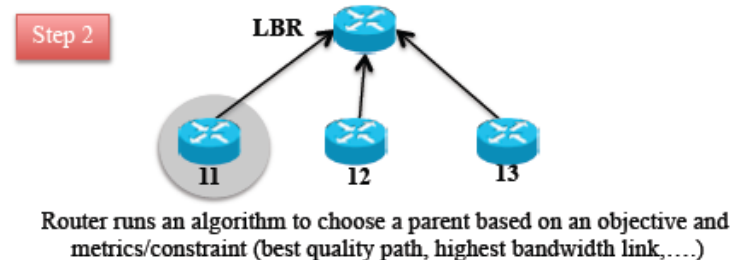 Step 2
LBR
11
12
13
Router runs an algorithm to choose a parent based on an objective and
metrics/constraint (best quality path, highest bandwidth link,....)